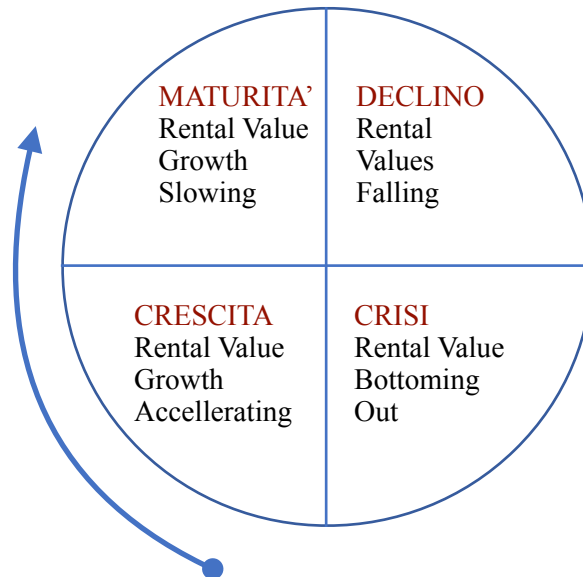 MATURITA’
Rental Value
Growth
Slowing
DECLINO
Rental
Values
Falling
CRESCITA
Rental Value
Growth
Accellerating
CRISI
Rental Value
Bottoming
Out